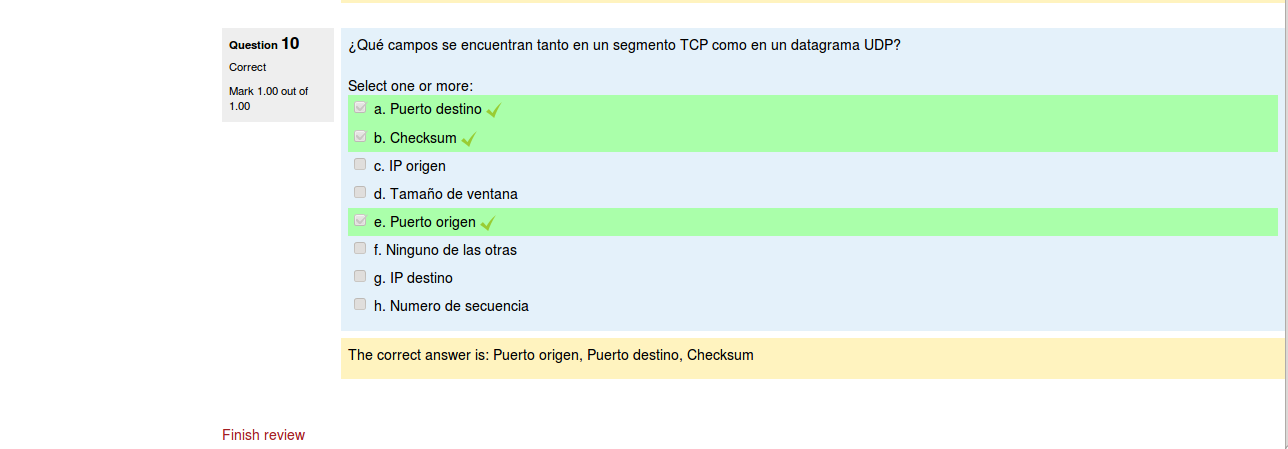 Question 10
Correct
Mark 1.00 out of
1.00
¿Qué campos se encuentran tanto en un segmento TCP como en un datagrama UDP?
Select one or more:
a. Puerto destino
b. Checksum
c. IP origen
d. Tamaño de ventana
e. Puerto origen
f. Ninguno de las otras
g. IP destino
h. Numero de secuencia
The correct answer is: Puerto origen, Puerto destino, Checksum
Finish review